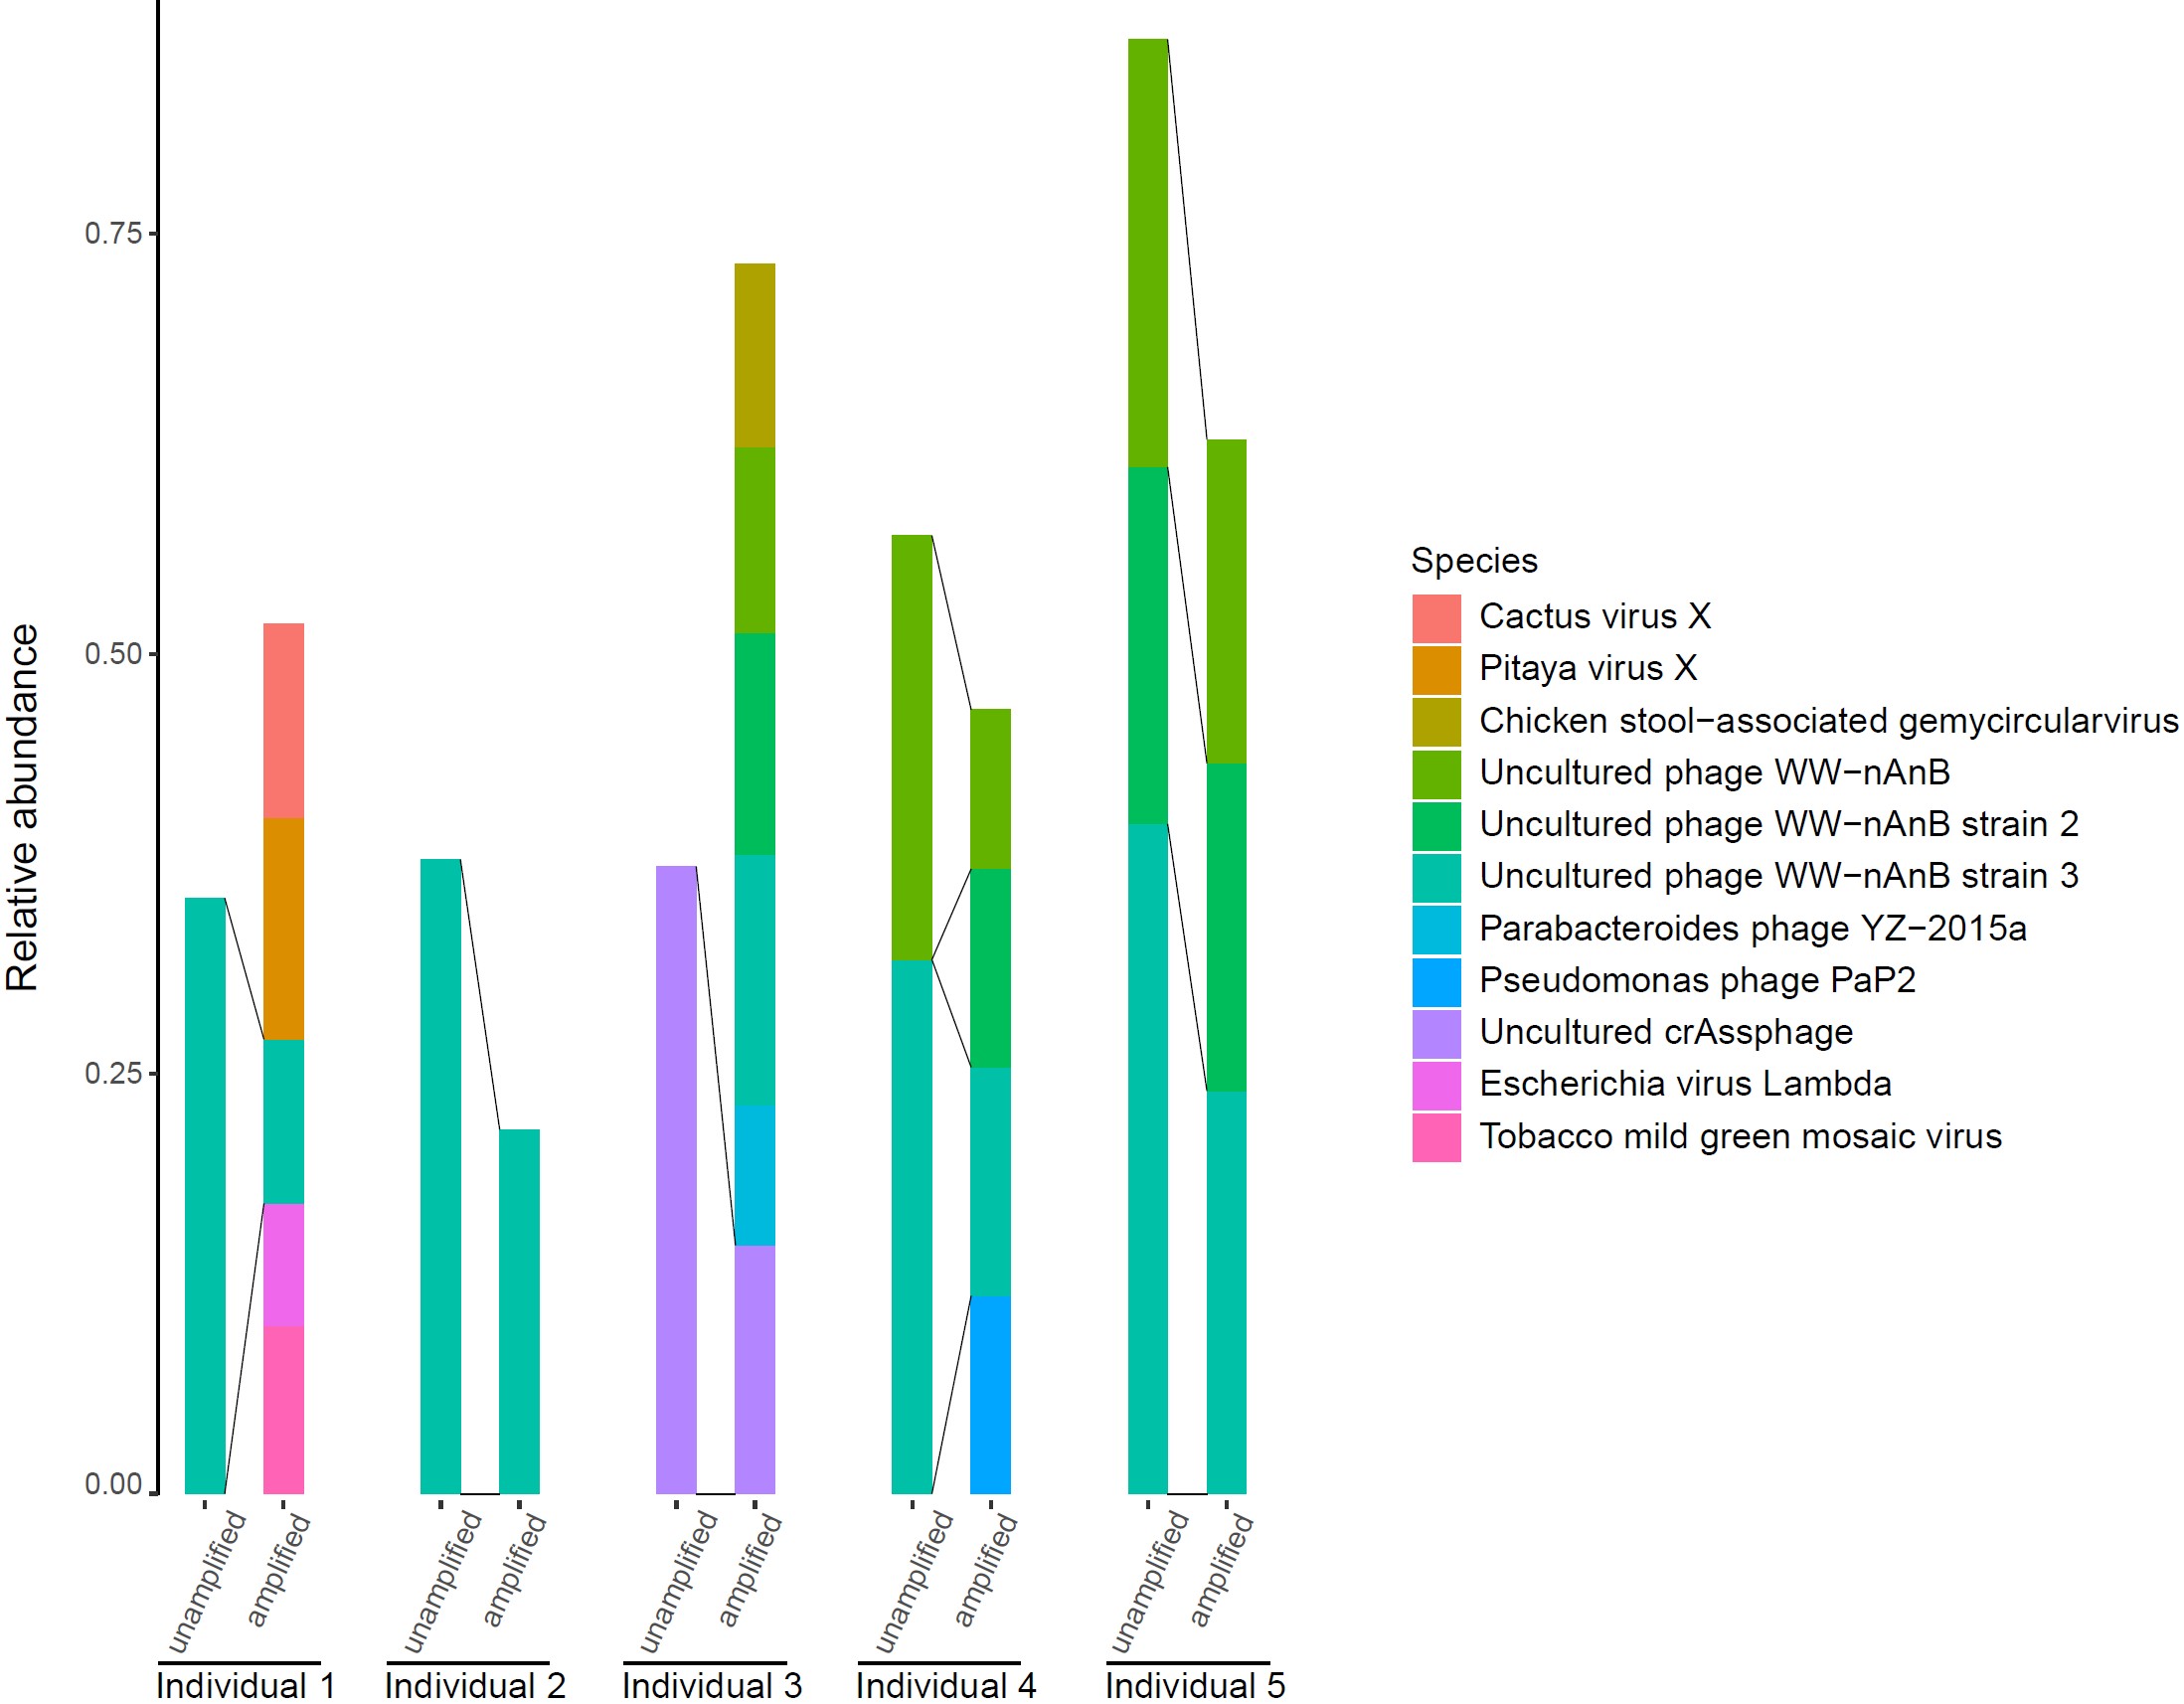 Relative abundance
0.75
0.50
0.25
0.00
unamplified
amplified
unamplified
amplified
unamplified
amplified
unamplified
amplified
unamplified
amplified
Individual 1
Individual 2
Individual 3
Individual 4
Individual 5
Species
Cactus virus X
Pitaya virus X
Chicken stool−associated gemycircularvirus
Uncultured phage WW−nAnB
Uncultured phage WW−nAnB strain 2
Uncultured phage WW−nAnB strain 3
Parabacteroides phage YZ−2015a
Pseudomonas phage PaP2
Uncultured crAssphage
Escherichia virus Lambda
Tobacco mild green mosaic virus